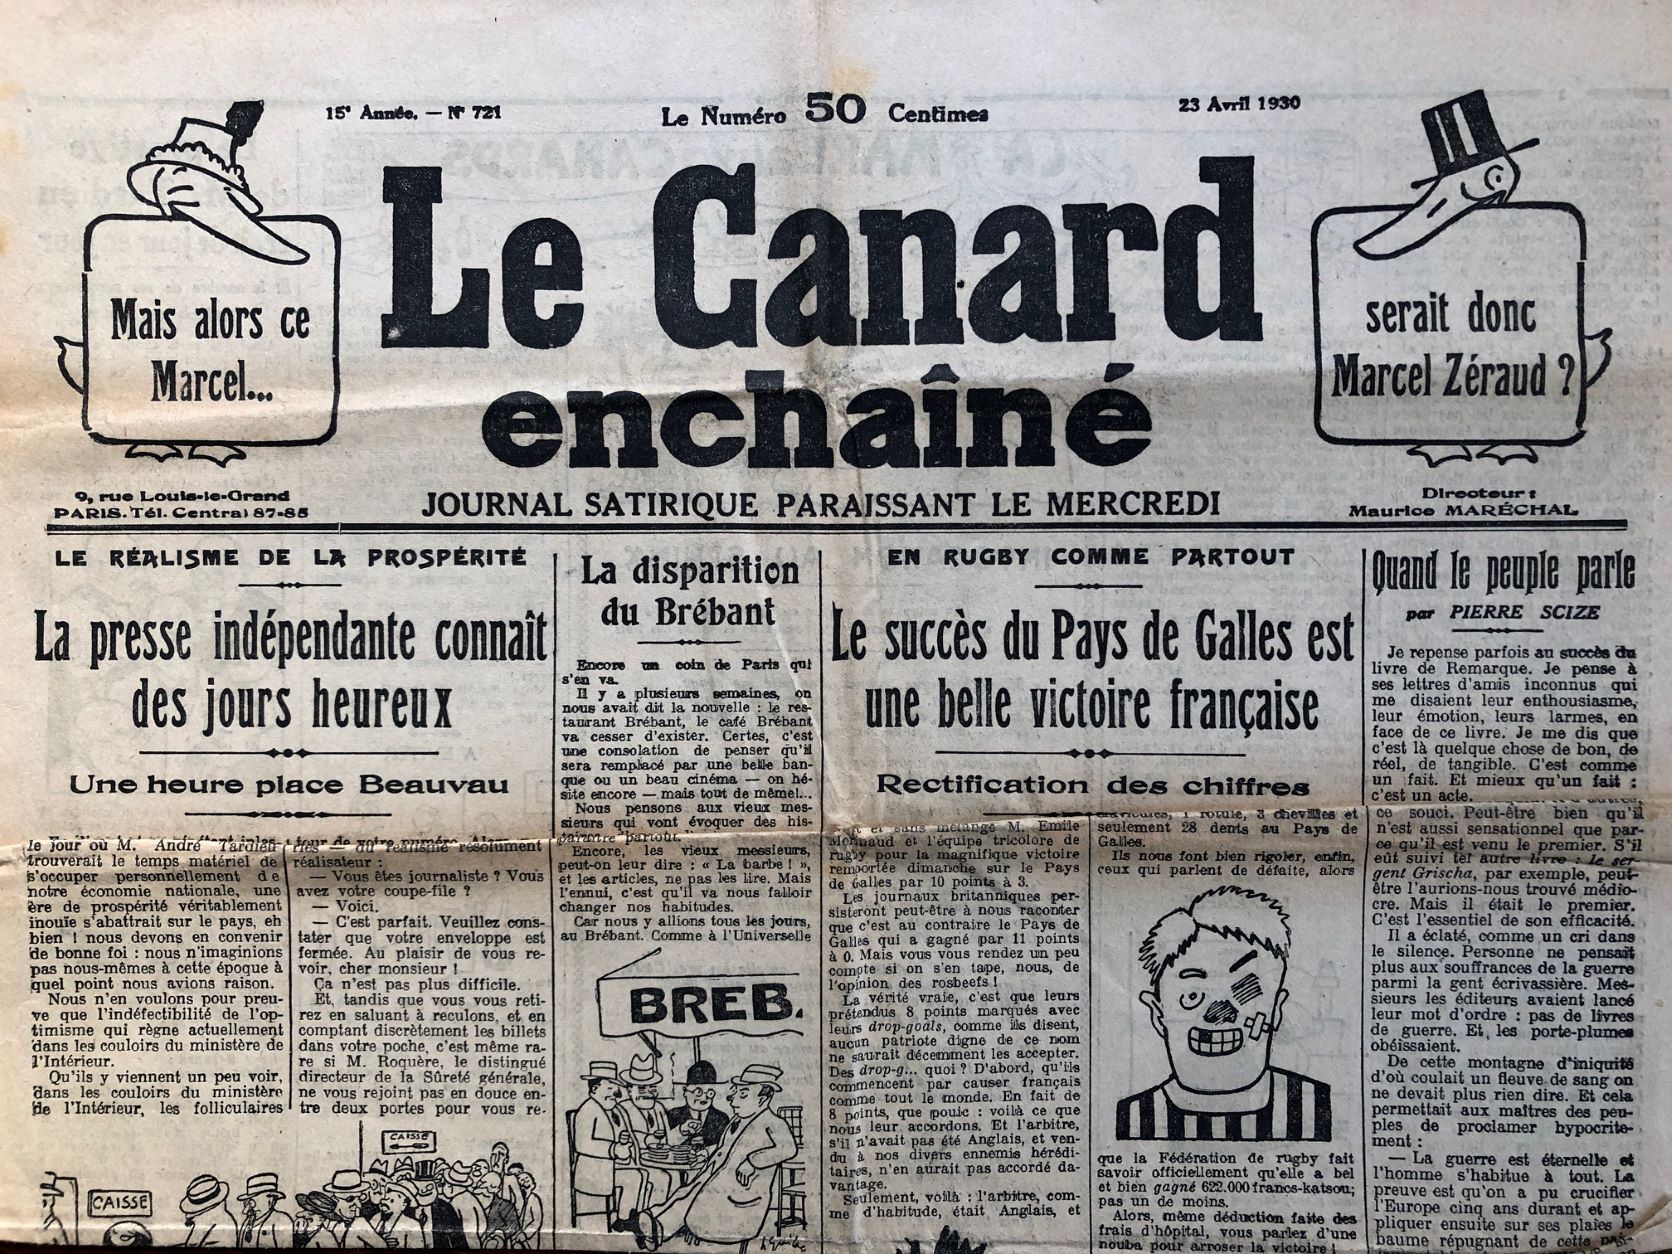 15e Année. — N° 721
Le Numéro 50 Centimes
23 Avril 1930
Mais alors ce
Marcel...
Le Canard
enchaîné
serait donc
Marcel Zéraud ?
9, rue Louis-le-Grand
PARIS. Tél. Central 87-85
JOURNAL SATIRIQUE PARAISSANT LE MERCREDI
Directeur :
Maurice MARÉCHAL
LE RÉALISME DE LA PROSPÉRITÉ
La presse indépendante connaît
des jours heureux
Une heure place Beauvau
Le jour où M. André Tardieu
trouverait le temps matériel de
s'occuper personnellement de
notre économie nationale, une
ère de prospérité véritablement
inouïe s'abattrait sur le pays, eh
bien ! nous devons en convenir
de bonne foi : nous n'imaginions
pas nous-mêmes à cette époque à
quel point nous avions raison.
Nous n'en voulons pour preu-
ve que l'indéfectibilité de l'op-
timisme qui règne actuellement
dans les couloirs du ministère de
l'Intérieur.
Qu'ils y viennent un peu voir,
dans les couloirs du ministère
de l'Intérieur, les folliculaires
réalisme résolument
réalisateur :
— Vous êtes journaliste ? Vous
avez votre coupe-file ?
— Voici.
— C'est parfait. Veuillez cons-
tater que votre enveloppe est
fermée. Au plaisir de vous re-
voir, cher monsieur !
Ça n'est pas plus difficile.
Et, tandis que vous vous reti-
rez en saluant à reculons, et en
comptant discrètement les billets
dans votre poche, c'est même ra-
re si M. Roquère, le distingué
directeur de la Sûreté générale,
ne vous rejoint pas en douce en-
tre deux portes pour vous re-
CAISSE
CAISSE
La disparition
du Brébant
Encore un coin de Paris qui
s'en va.
Il y a plusieurs semaines, on
nous avait dit la nouvelle : le res-
taurant Brébant, le café Brébant
va cesser d'exister. Certes, c'est
une consolation de penser qu'il
sera remplacé par une belle ban-
que ou un beau cinéma — on hé-
site encore — mais tout de même!...
Nous pensons aux vieux mes-
sieurs qui vont évoquer des his-
partout.
Encore, les vieux messieurs,
peut-on leur dire : « La barbe ! »,
et les articles, ne pas les lire. Mais
l'ennui, c'est qu'il va nous falloir
changer nos habitudes.
Car nous y allions tous les jours,
au Brébant. Comme à l'Universelle
BREB.
EN RUGBY COMME PARTOUT
Le succès du Pays de Galles est
une belle victoire française
Rectification des chiffres
et sans mélange M. Emile
et l'équipe tricolore de
rugby pour la magnifique victoire
remportée dimanche sur le Pays
de Galles par 10 points à 3.
Les journaux britanniques per-
sisteront peut-être à nous raconter
que c'est au contraire le Pays de
Galles qui a gagné par 11 points
à 0. Mais vous vous rendez un peu
compte si on s'en tape, nous, de
l'opinion des rosbeefs !
La vérité vraie, c'est que leurs
prétendus 8 points marqués avec
leurs drop-goals, comme ils disent,
aucun patriote digne de ce nom
ne saurait décemment les accepter.
Des drop-g... quoi ? D'abord, qu'ils
commencent par causer français
comme tout le monde. En fait de
8 points, que pouic : voilà ce que
nous leur accordons. Et l'arbitre,
s'il n'avait pas été Anglais, et ven-
du à nos divers ennemis hérédi-
taires, n'en aurait pas accordé da-
vantage.
Seulement, voilà : l'arbitre, com-
me d'habitude, était Anglais, et
clavicules, 1 rotule, 3 chevilles et
seulement 28 dents au Pays de
Galles.
Ils nous font bien rigoler, enfin,
ceux qui parlent de défaite, alors
que la Fédération de rugby fait
savoir officiellement qu'elle a bel
et bien gagné 622.000 francs-katsou;
pas un de moins.
Alors, même déduction faite des
frais d'hôpital, vous parlez d'une
nouba pour arroser la victoire !
Quand le peuple parle
par PIERRE SCIZE
Je repense parfois au succès du
livre de Remarque. Je pense à
ses lettres d'amis inconnus qui
me disaient leur enthousiasme,
leur émotion, leurs larmes, en
face de ce livre. Je me dis que
c'est là quelque chose de bon, de
réel, de tangible. C'est comme
un fait. Et mieux qu'un fait :
c'est un acte.
ce souci. Peut-être bien qu'il
n'est aussi sensationnel que par-
ce qu'il est venu le premier. S'il
eût suivi tel autre livre : le ser-
gent Grischa, par exemple, peut-
être l'aurions-nous trouvé médio-
cre. Mais il était le premier.
C'est l'essentiel de son efficacité.
Il a éclaté, comme un cri dans
le silence. Personne ne pensait
plus aux souffrances de la guerre
parmi la gent écrivassière. Mes-
sieurs les éditeurs avaient lancé
leur mot d'ordre : pas de livres
de guerre. Et, les porte-plumes
obéissaient.
De cette montagne d'iniquité
d'où coulait un fleuve de sang on
ne devait plus rien dire. Et cela
permettait aux maîtres des peu-
ples de proclamer hypocrite-
ment :
— La guerre est éternelle et
l'homme s'habitue à tout. La
preuve est qu'on a pu crucifier
l'Europe cinq ans durant et ap-
pliquer ensuite sur ses plaies le
baume répugnant de cette pas-